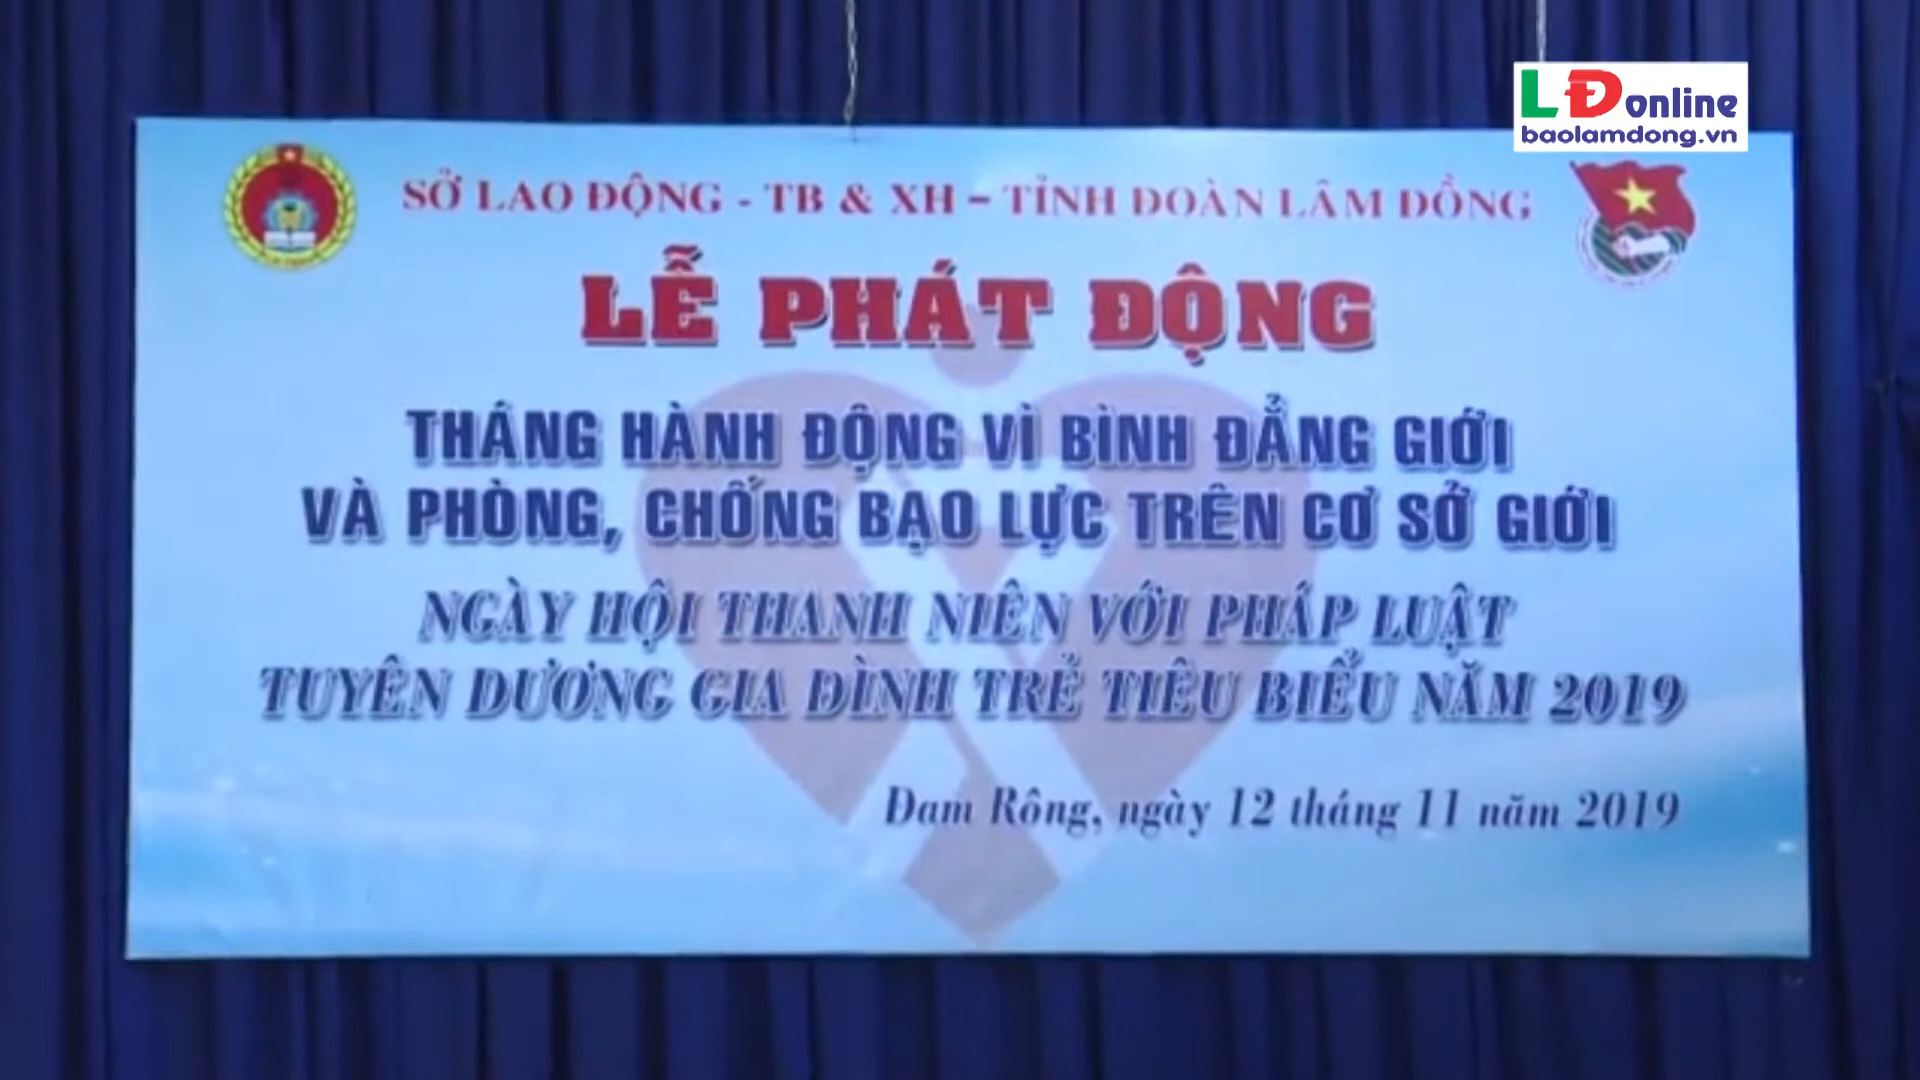 LĐ online
baolamdong.vn
SỞ LAO ĐỘNG - TB & XH – TỈNH ĐOÀN LÂM ĐỒNG
LỄ PHÁT ĐỘNG
THÁNG HÀNH ĐỘNG VÌ BÌNH ĐẲNG GIỚI
VÀ PHÒNG, CHỐNG BẠO LỰC TRÊN CƠ SỞ GIỚI
NGÀY HỘI THANH NIÊN VỚI PHÁP LUẬT
TUYÊN DƯƠNG GIA ĐÌNH TRẺ TIÊU BIỂU NĂM 2019
Đam Rông, ngày 12 tháng 11 năm 2019